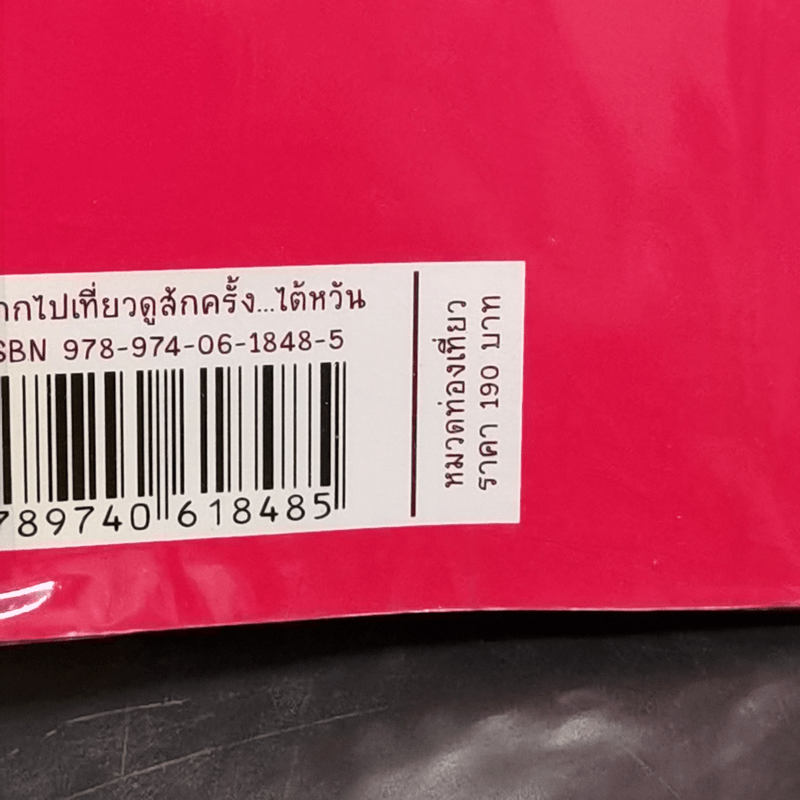 ไปเที่ยวดูสักครั้ง...ไต้หวัน
ISBN 978-974-06-1848-5
789740 618485
หมวดท่องเที่ยว
ราคา 190 บาท